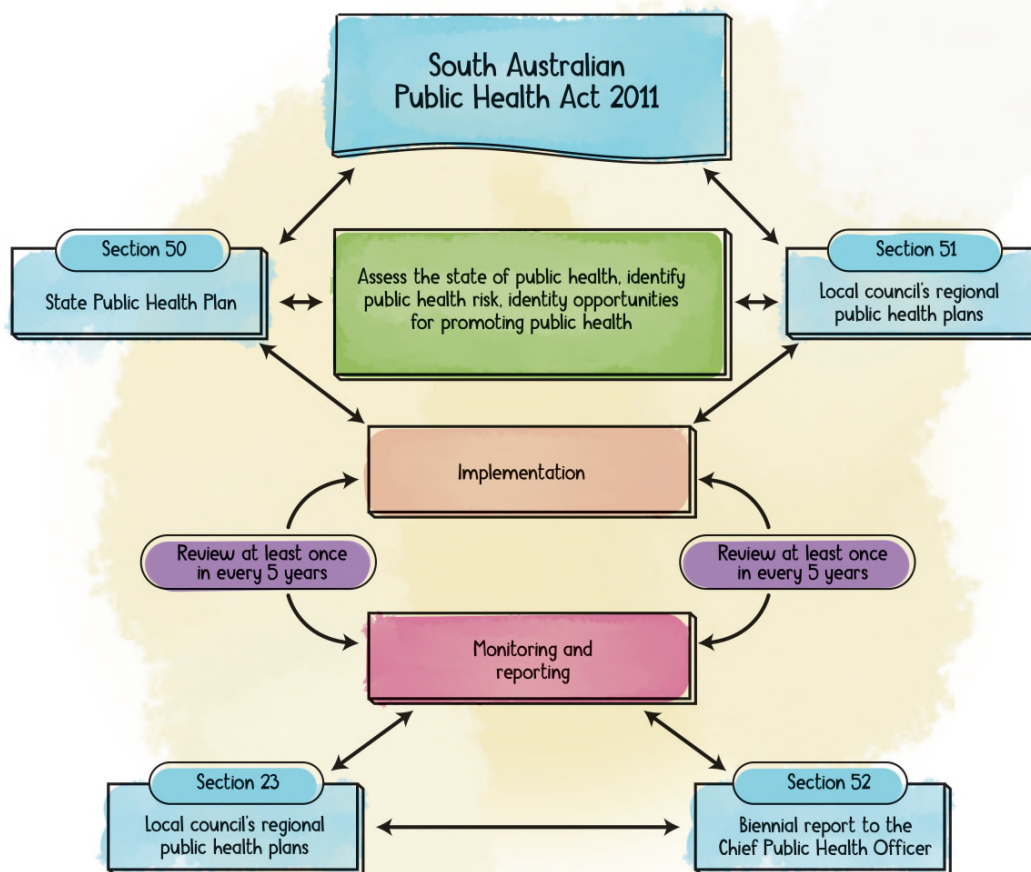 South Australian
Public Health Act 2011
Section 50
State Public Health Plan
Assess the state of public health, identify
public health risk, identity opportunities
for promoting public health
Section 51
Local council's regional
public health plans
Implementation
Review at least once
in every 5 years
Review at least once
in every 5 years
Monitoring and
reporting
Section 23
Local council's regional
public health plans
Section 52
Biennial report to the
Chief Public Health Officer